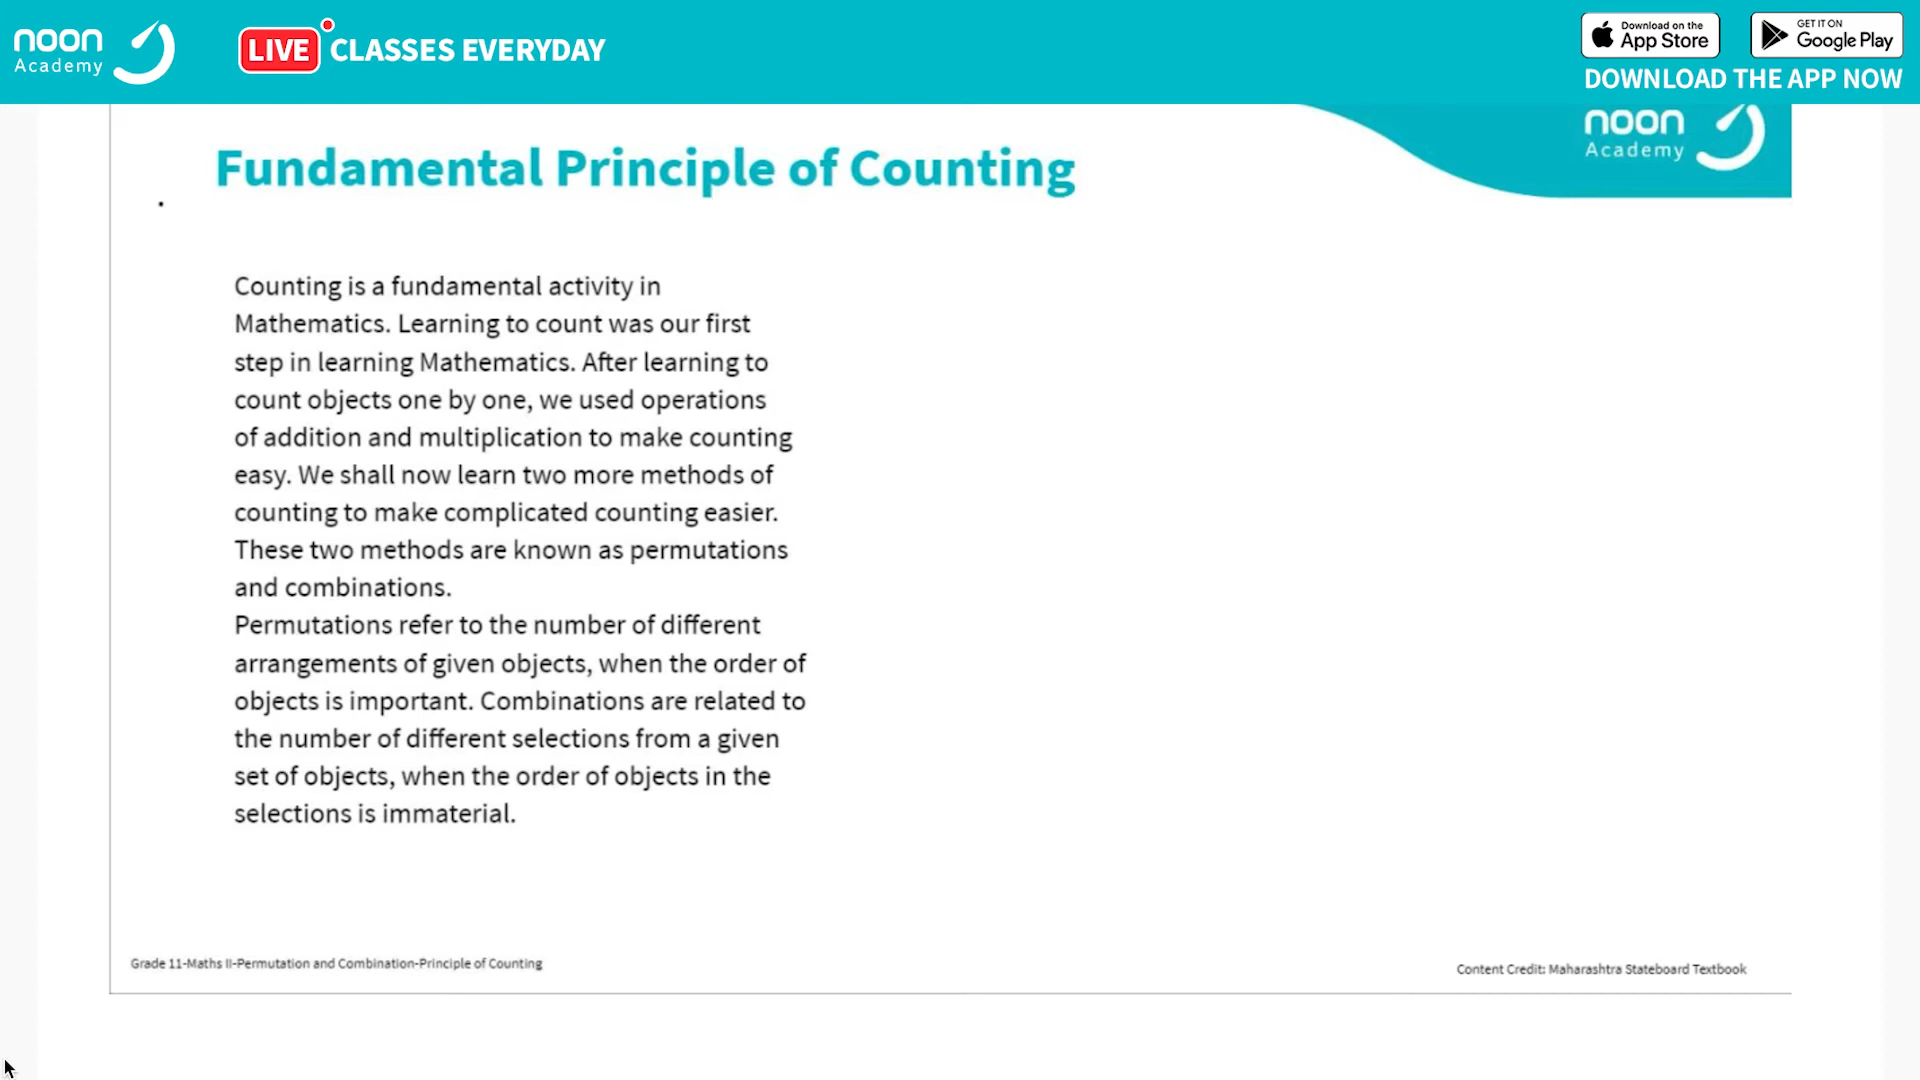 noon
Academy
LIVE CLASSES EVERYDAY
Download on the
App Store
GET IT ON
Google Play
DOWNLOAD THE APP NOW
noon
Academy
Fundamental Principle of Counting
Counting is a fundamental activity in
Mathematics. Learning to count was our first
step in learning Mathematics. After learning to
count objects one by one, we used operations
of addition and multiplication to make counting
easy. We shall now learn two more methods of
counting to make complicated counting easier.
These two methods are known as permutations
and combinations.
Permutations refer to the number of different
arrangements of given objects, when the order of
objects is important. Combinations are related to
the number of different selections from a given
set of objects, when the order of objects in the
selections is immaterial.
Grade 11-Maths II-Permutation and Combination-Principle of Counting
Content Credit: Maharashtra Stateboard Textbook